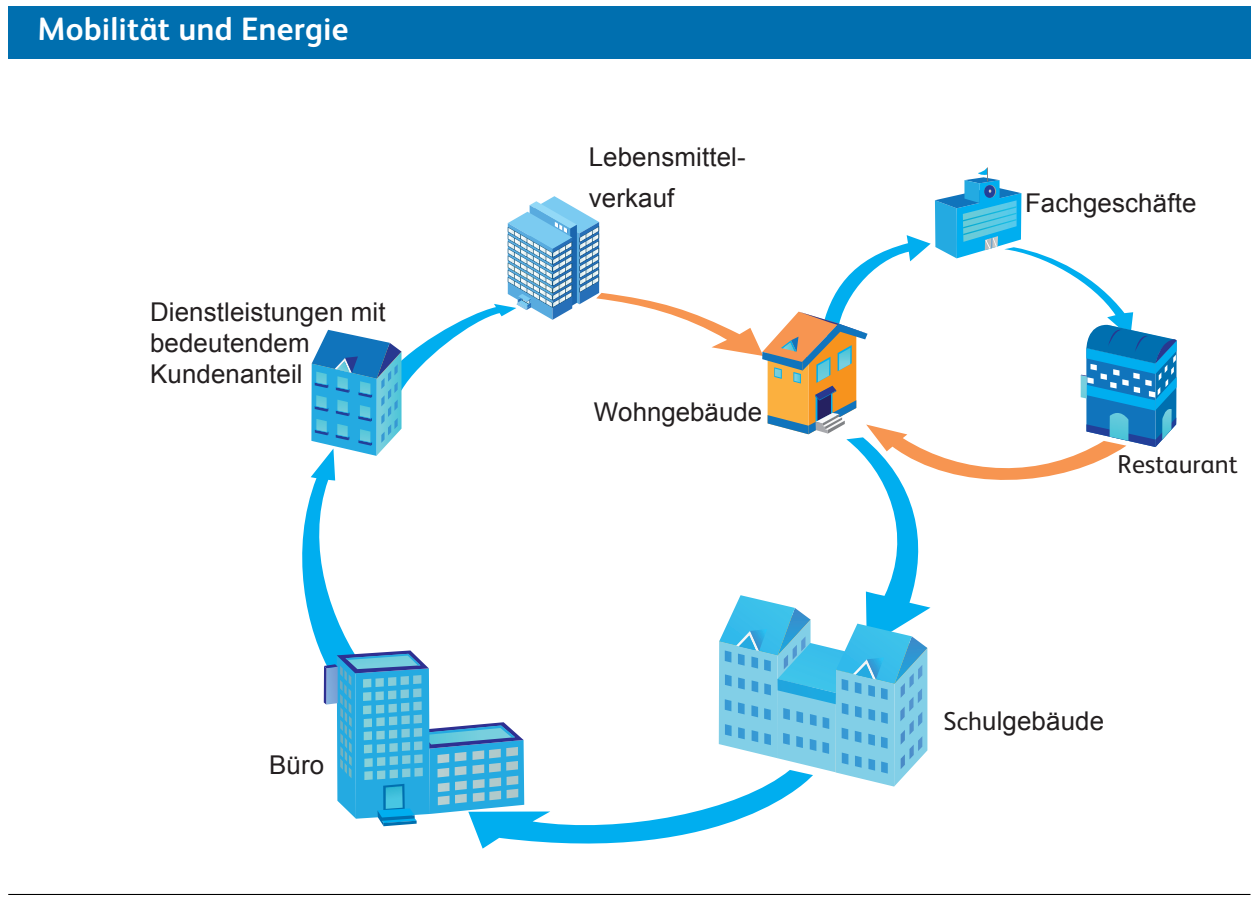 Mobilität und Energie
Lebensmittel-
verkauf
Fachgeschäfte
Dienstleistungen mit
bedeutendem
Kundenanteil
Wohngebäude
Restaurant
Schulgebäude
Büro